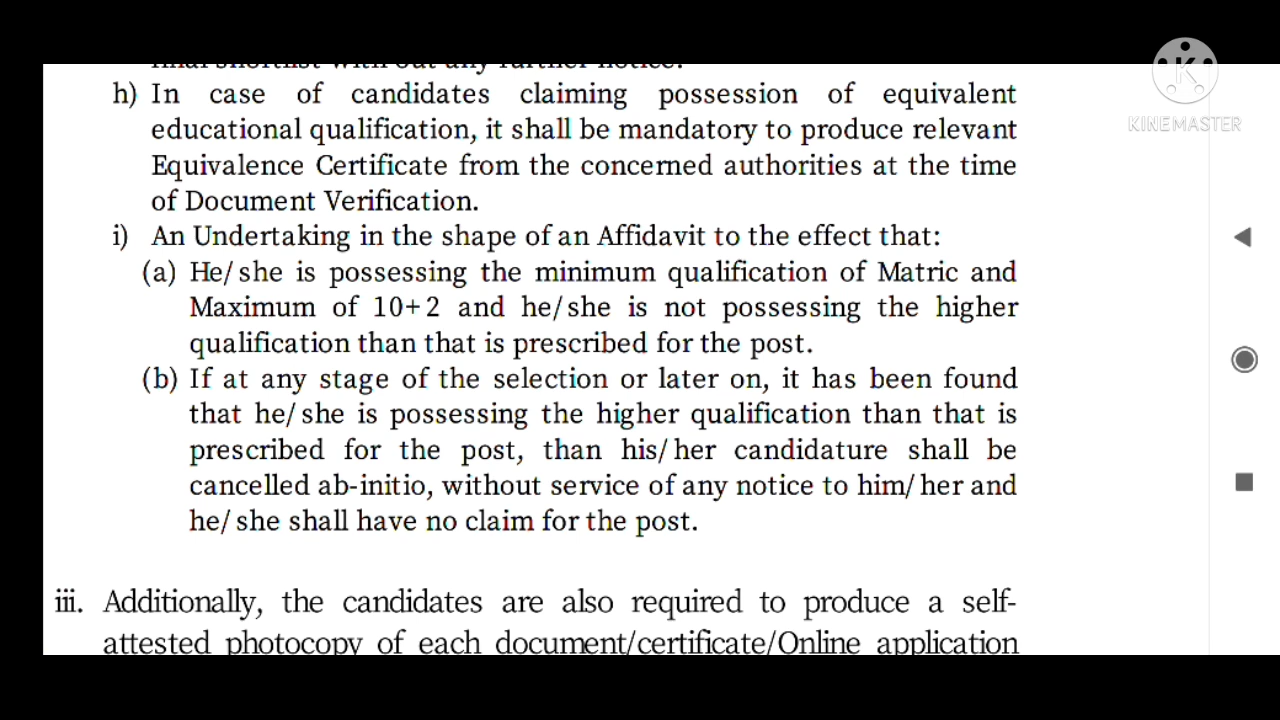 final shortlist with out any further notice.
h) In case of candidates claiming possession of equivalent
educational qualification, it shall be mandatory to produce relevant
Equivalence Certificate from the concerned authorities at the time
of Document Verification.
i) An Undertaking in the shape of an Affidavit to the effect that:
(a) He/she is possessing the minimum qualification of Matric and
Maximum of 10+2 and he/she is not possessing the higher
qualification than that is prescribed for the post.
(b) If at any stage of the selection or later on, it has been found
that he/she is possessing the higher qualification than that is
prescribed for the post, than his/her candidature shall be
cancelled ab-initio, without service of any notice to him/her and
he/she shall have no claim for the post.
iii. Additionally, the candidates are also required to produce a self-
attested photocopy of each document/certificate/Online application
K
KINEMASTER